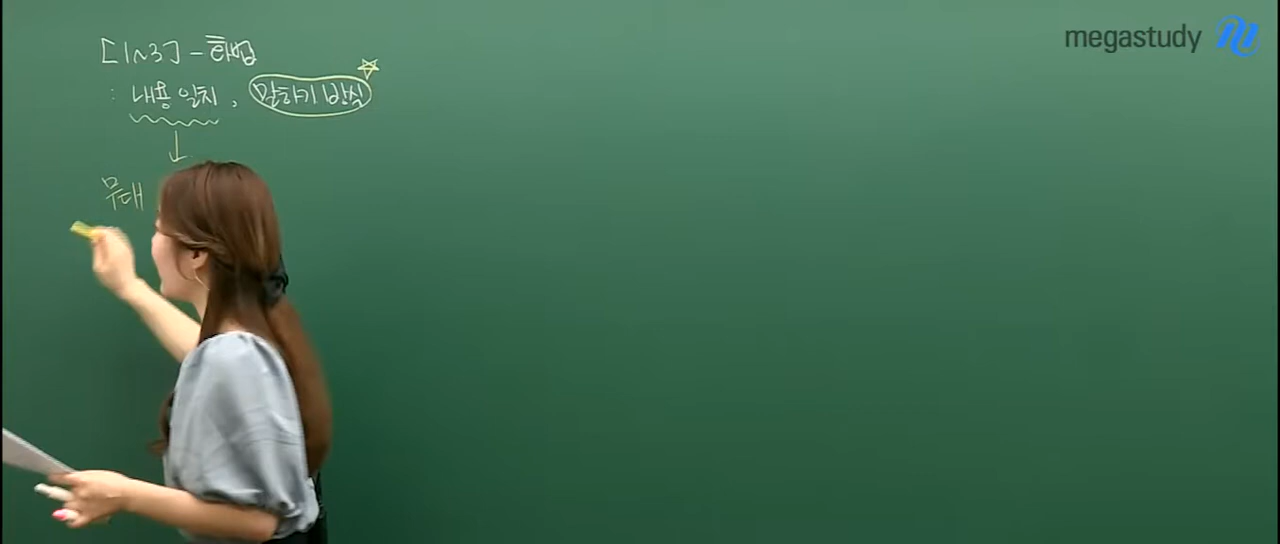 [1~3] - 화법
: 내용 일치, 말하기 방식
무대
megastudy